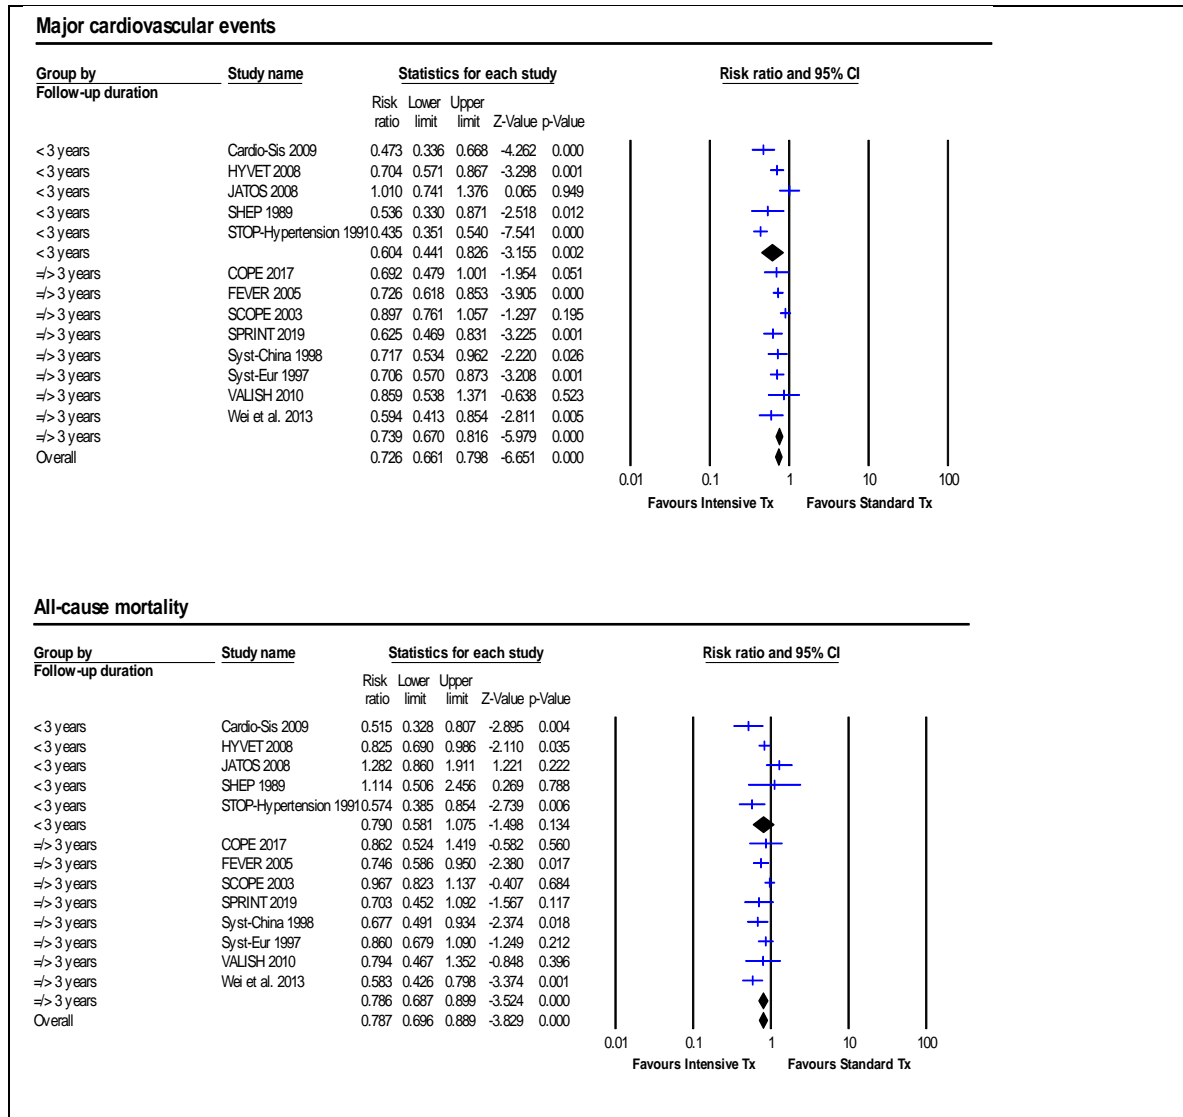 Major cardiovascular events
Group by Study name Statistics for each study Risk ratio and 95% CI
Follow-up duration
Risk Lower Upper
ratio limit limit Z-Value p-Value
< 3 years Cardio-Sis 2009 0.473 0.336 0.668 -4.262 0.000
< 3 years HYVET 2008 0.704 0.571 0.867 -3.298 0.001
< 3 years JATOS 2008 1.010 0.741 1.376 0.065 0.949
< 3 years SHEP 1989 0.536 0.330 0.871 -2.518 0.012
< 3 years STOP-Hypertension 1991 0.435 0.351 0.540 -7.541 0.000
< 3 years 0.604 0.441 0.826 -3.155 0.002
=/> 3 years COPE 2017 0.692 0.479 1.001 -1.954 0.051
=/> 3 years FEVER 2005 0.726 0.618 0.853 -3.905 0.000
=/> 3 years SCOPE 2003 0.897 0.761 1.057 -1.297 0.195
=/> 3 years SPRINT 2019 0.625 0.469 0.831 -3.225 0.001
=/> 3 years Syst-China 1998 0.717 0.534 0.962 -2.220 0.026
=/> 3 years Syst-Eur 1997 0.706 0.570 0.873 -3.208 0.001
=/> 3 years VALISH 2010 0.859 0.538 1.371 -0.638 0.523
=/> 3 years Wei et al. 2013 0.594 0.413 0.854 -2.811 0.005
=/> 3 years 0.739 0.670 0.816 -5.979 0.000
Overall 0.726 0.661 0.798 -6.651 0.000
0.01 0.1 1 10 100
Favours Intensive Tx Favours Standard Tx
All-cause mortality
Group by Study name Statistics for each study Risk ratio and 95% CI
Follow-up duration
Risk Lower Upper
ratio limit limit Z-Value p-Value
< 3 years Cardio-Sis 2009 0.515 0.328 0.807 -2.895 0.004
< 3 years HYVET 2008 0.825 0.690 0.986 -2.110 0.035
< 3 years JATOS 2008 1.282 0.860 1.911 1.221 0.222
< 3 years SHEP 1989 1.114 0.506 2.456 0.269 0.788
< 3 years STOP-Hypertension 1991 0.574 0.385 0.854 -2.739 0.006
< 3 years 0.790 0.581 1.075 -1.498 0.134
=/> 3 years COPE 2017 0.862 0.524 1.419 -0.582 0.560
=/> 3 years FEVER 2005 0.746 0.586 0.950 -2.380 0.017
=/> 3 years SCOPE 2003 0.967 0.823 1.137 -0.407 0.684
=/> 3 years SPRINT 2019 0.703 0.452 1.092 -1.567 0.117
=/> 3 years Syst-China 1998 0.677 0.491 0.934 -2.374 0.018
=/> 3 years Syst-Eur 1997 0.860 0.679 1.090 -1.249 0.212
=/> 3 years VALISH 2010 0.794 0.467 1.352 -0.848 0.396
=/> 3 years Wei et al. 2013 0.583 0.426 0.798 -3.374 0.001
=/> 3 years 0.786 0.687 0.899 -3.524 0.000
Overall 0.787 0.696 0.889 -3.829 0.000
0.01 0.1 1 10 100
Favours Intensive Tx Favours Standard Tx